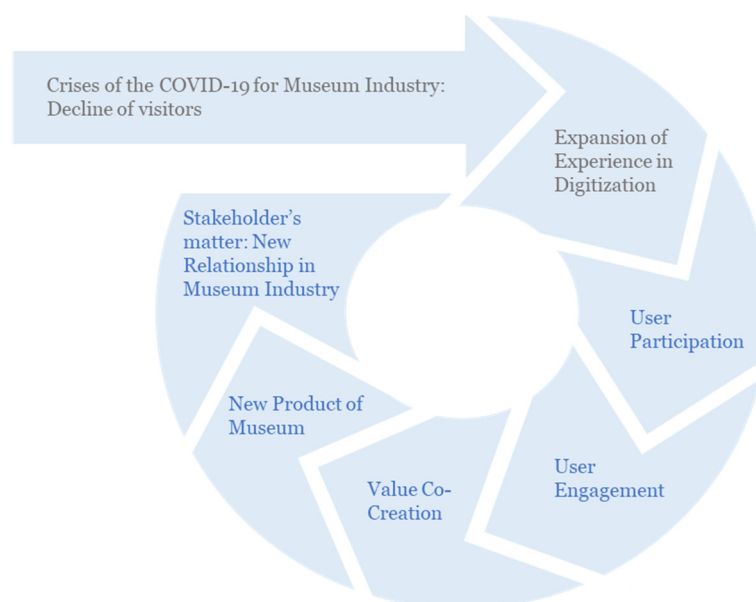 Crises of the COVID-19 for Museum Industry:
Decline of visitors
Expansion of
Experience in
Digitization
User
Participation
User
Engagement
Value Co-
Creation
New Product of
Museum
Stakeholder’s
matter: New
Relationship in
Museum Industry